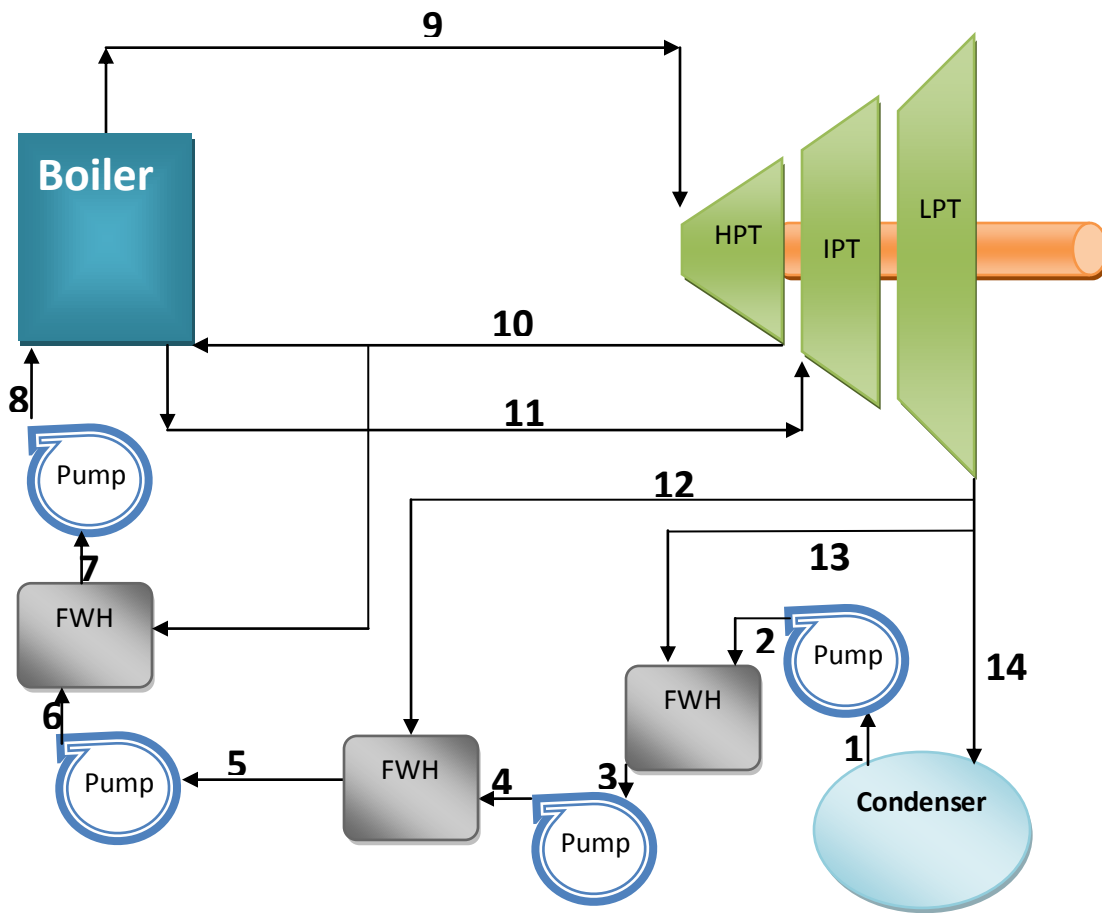 9
Boiler
HPT
IPT
LPT
10
8
11
Pump
12
7
13
FWH
2
Pump
14
6
FWH
1
5
FWH
4
3
Pump
Condenser
Pump